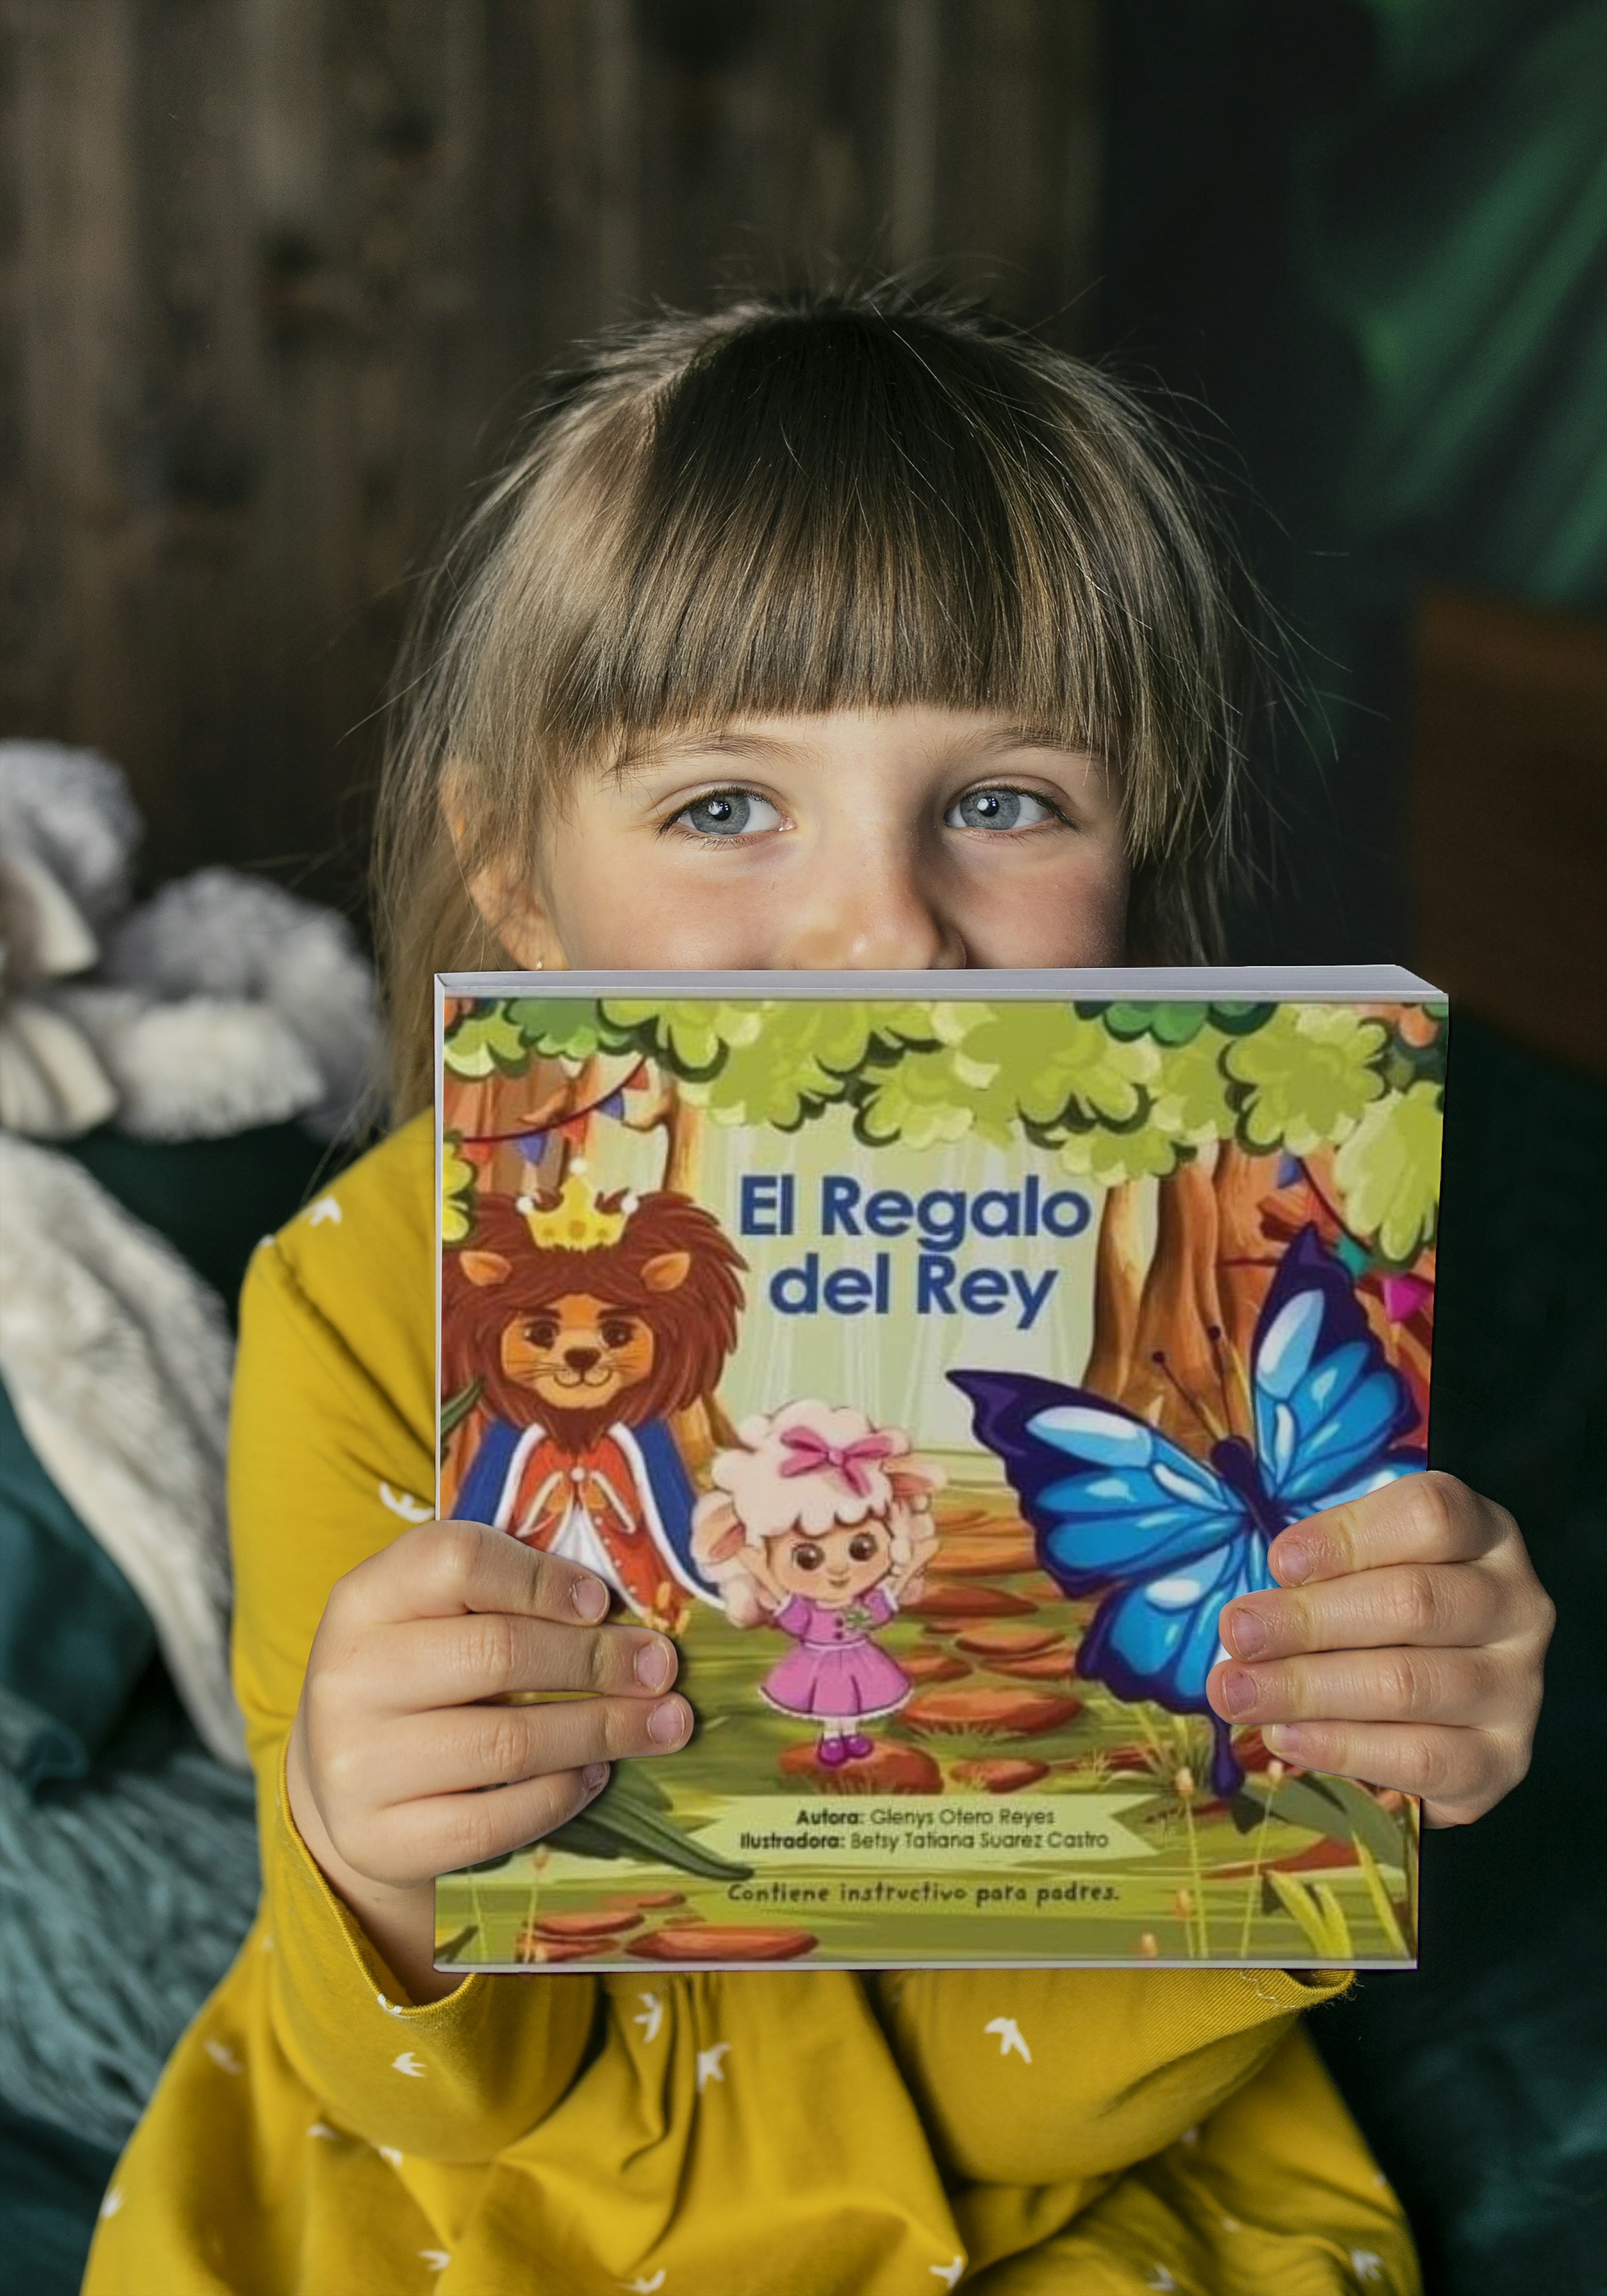 El Regalo
del Rey
Autora: Glenys Otero Reyes
Ilustradora: Betsy Tatiana Suarez Castro
Contiene instructivo para padres.